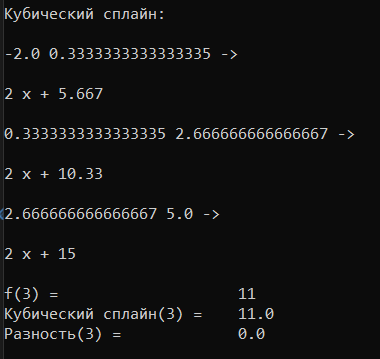 Кубический сплайн:
-2.0 0.3333333333333335 ->
2 x + 5.667
0.3333333333333335 2.666666666666667 ->
2 x + 10.33
2.666666666666667 5.0 ->
2 x + 15
f(3) = 11
Кубический сплайн(3) = 11.0
Разность(3) = 0.0